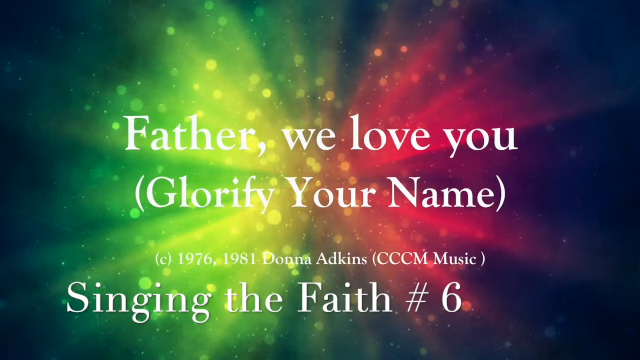 Father, we love you
(Glorify Your Name)
(c) 1976, 1981 Donna Adkins (CCCM Music )
Singing the Faith # 6